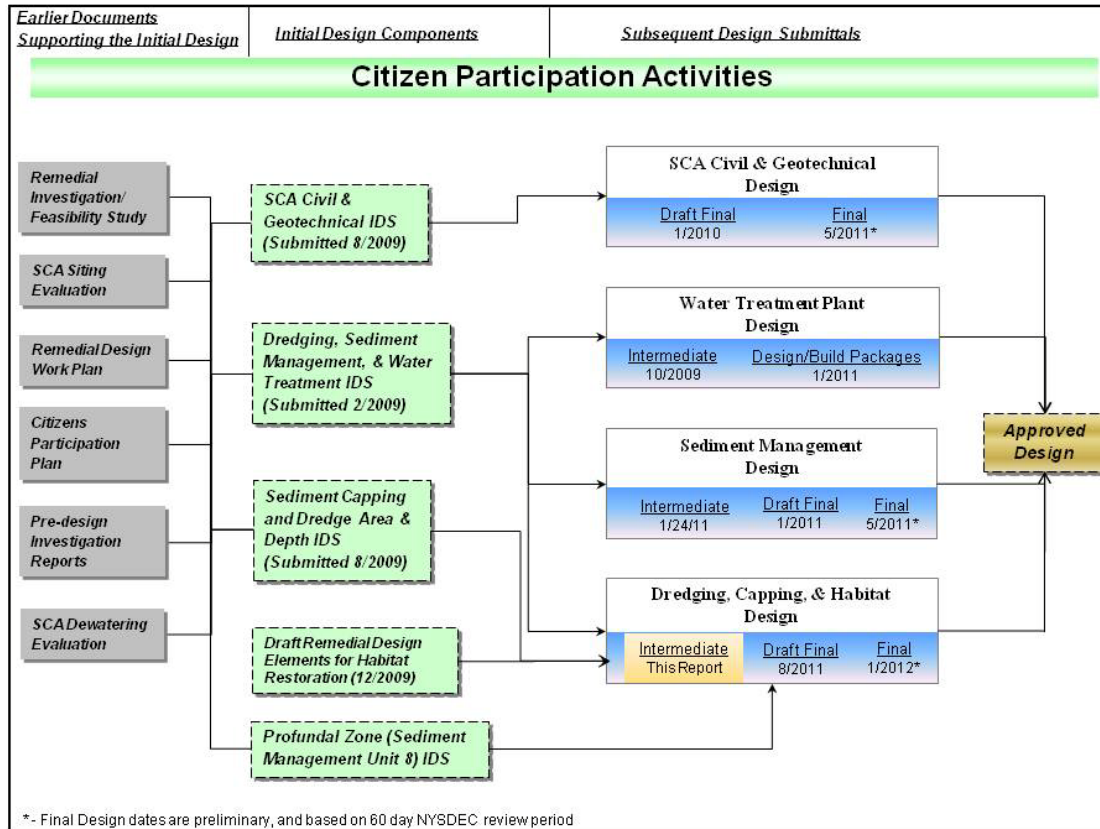 Earlier Documents
Supporting the Initial Design
Initial Design Components
Subsequent Design Submittals
Citizen Participation Activities
Remedial
Investigation/
Feasibility Study
SCA Siting
Evaluation
Remedial Design
Work Plan
Citizens
Participation
Plan
Pre-design
Investigation
Reports
SCA Dewatering
Evaluation
SCA Civil &
Geotechnical IDS
(Submitted 8/2009)
Dredging, Sediment
Management, & Water
Treatment IDS
(Submitted 2/2009)
Sediment Capping
and Dredge Area &
Depth IDS
(Submitted 8/2009)
Draft Remedial Design
Elements for Habitat
Restoration (12/2009)
Profundal Zone (Sediment
Management Unit 8) IDS
SCA Civil & Geotechnical
Design
Draft Final
1/2010
Final
5/2011*
Water Treatment Plant
Design
Intermediate
10/2009
Design/Build Packages
1/2011
Sediment Management
Design
Intermediate
1/24/11
Draft Final
1/2011
Final
5/2011*
Dredging, Capping, & Habitat
Design
Intermediate
This Report
Draft Final
8/2011
Final
1/2012*
Approved
Design
*- Final Design dates are preliminary, and based on 60 day NYSDEC review period